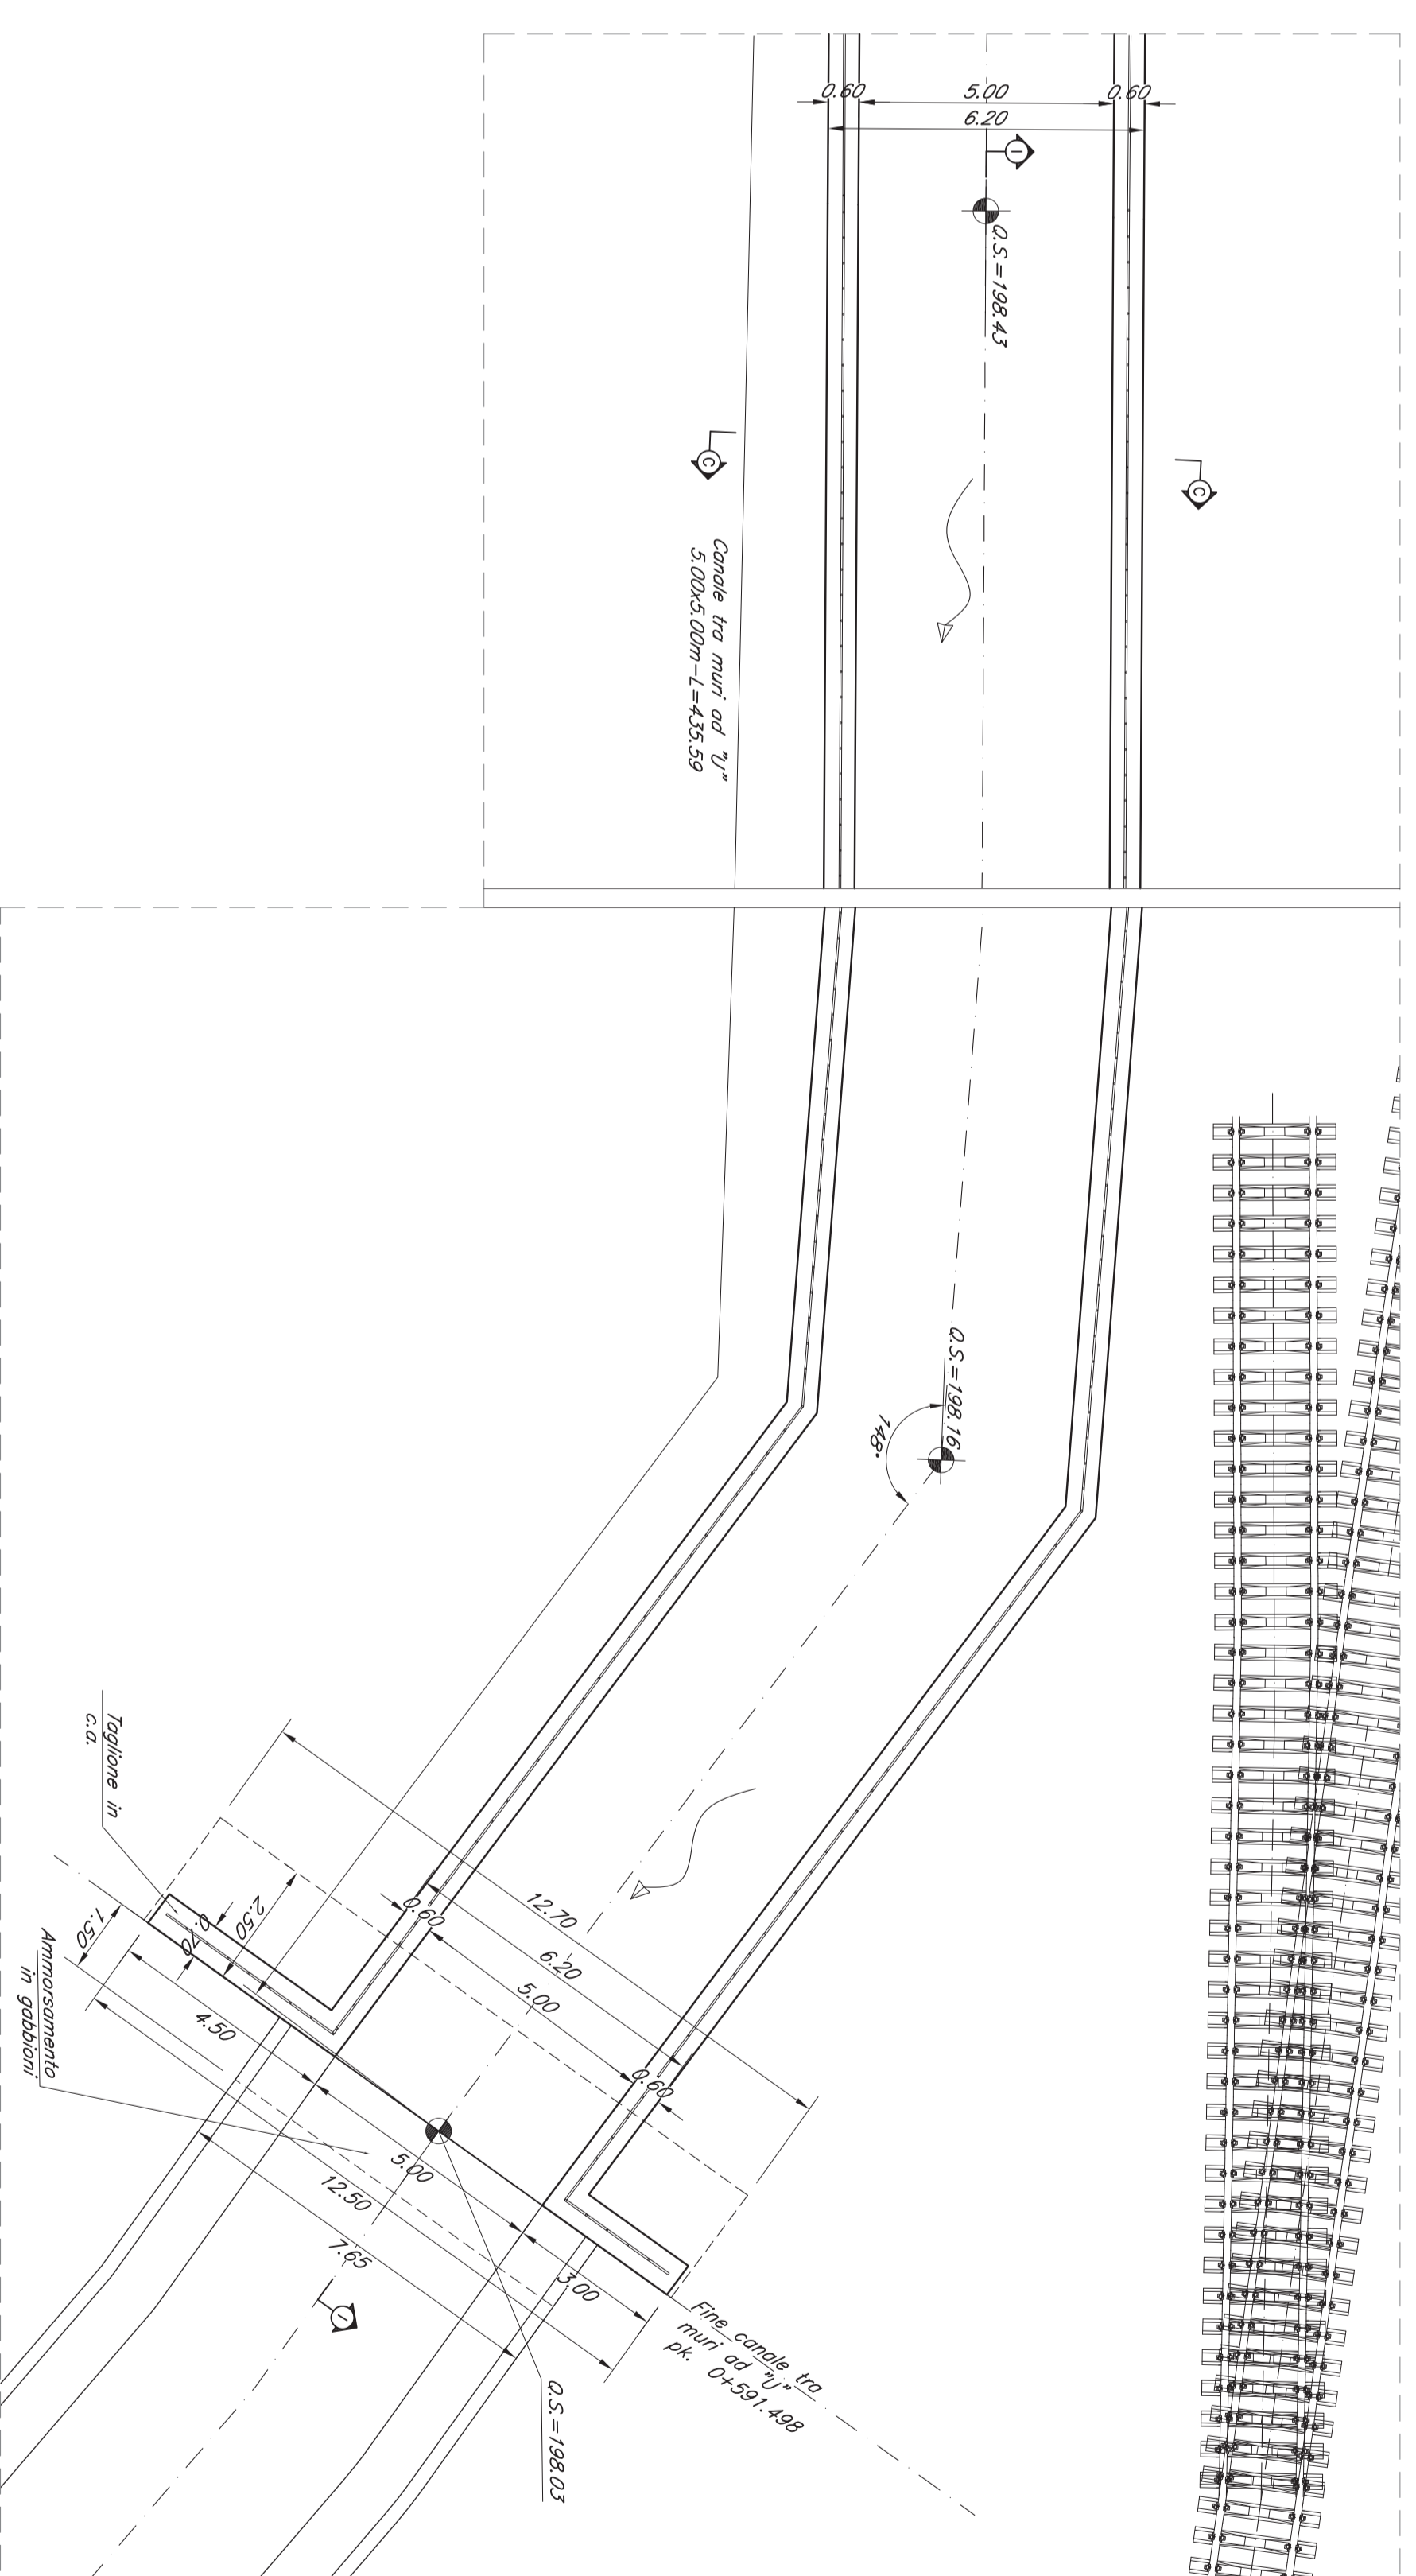 0.60
5.00
0.60
6.20
I
Q.S.=198.43
C
C
Canale tra muri ad "U"
5.00x5.00m-L=435.59
Q.S.=198.16
148°
Taglione in
c.a.
12.70
6.20
5.00
0.60
0.60
2.50
0.70
1.50
Ammorsamento
in gabbioni
4.50
5.00
3.00
12.50
7.65
I
Fine canale tra
muri ad "U"
pk. 0+591.498
Q.S.=198.03